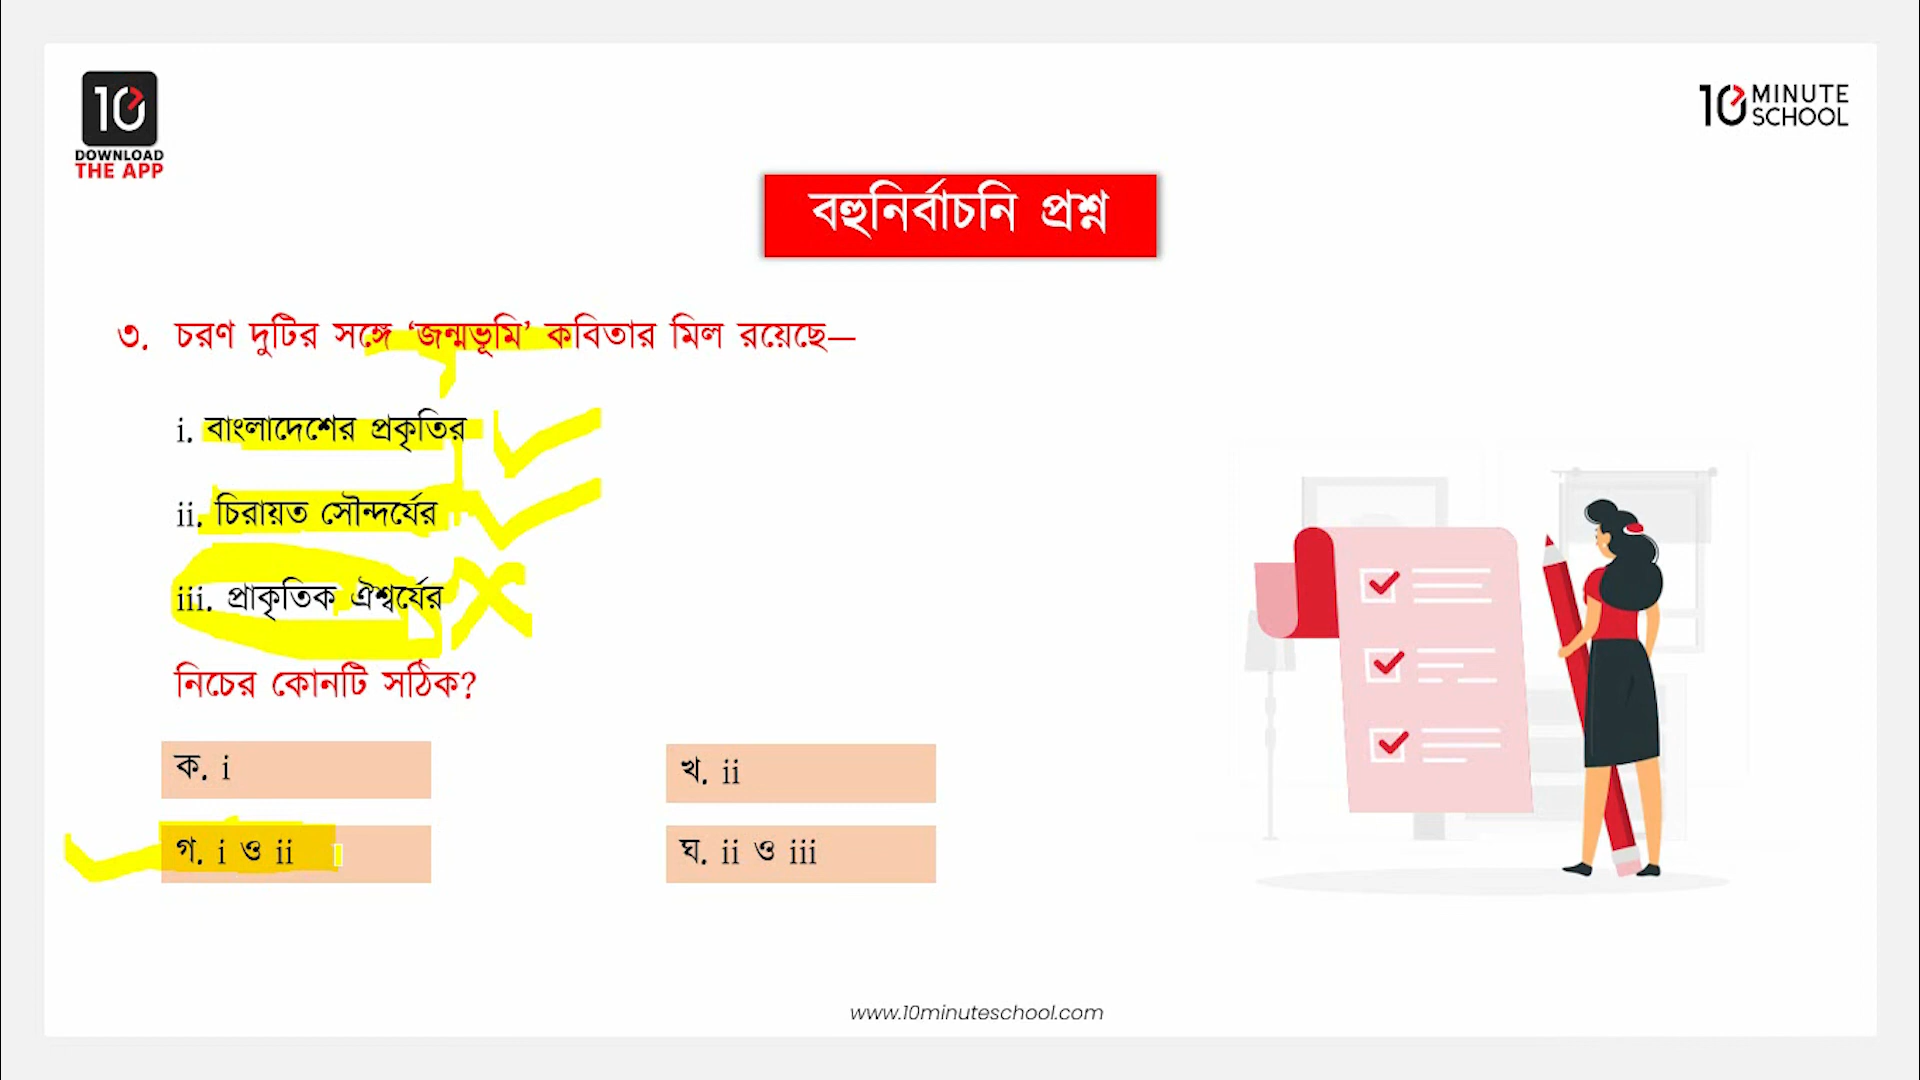 10
DOWNLOAD
THE APP
10 MINUTE
SCHOOL
বহুনির্বাচনি প্রশ্ন
৩. চরণ দুটির সঙ্গে ‘জন্মভূমি’ কবিতার মিল রয়েছে—
i. বাংলাদেশের প্রকৃতির
ii. চিরায়ত সৌন্দর্যের
iii. প্রাকৃতিক ঐশ্বর্যের
নিচের কোনটি সঠিক?
ক. i
খ. ii
গ. i ও ii
ঘ. ii ও iii
www.10minuteschool.com